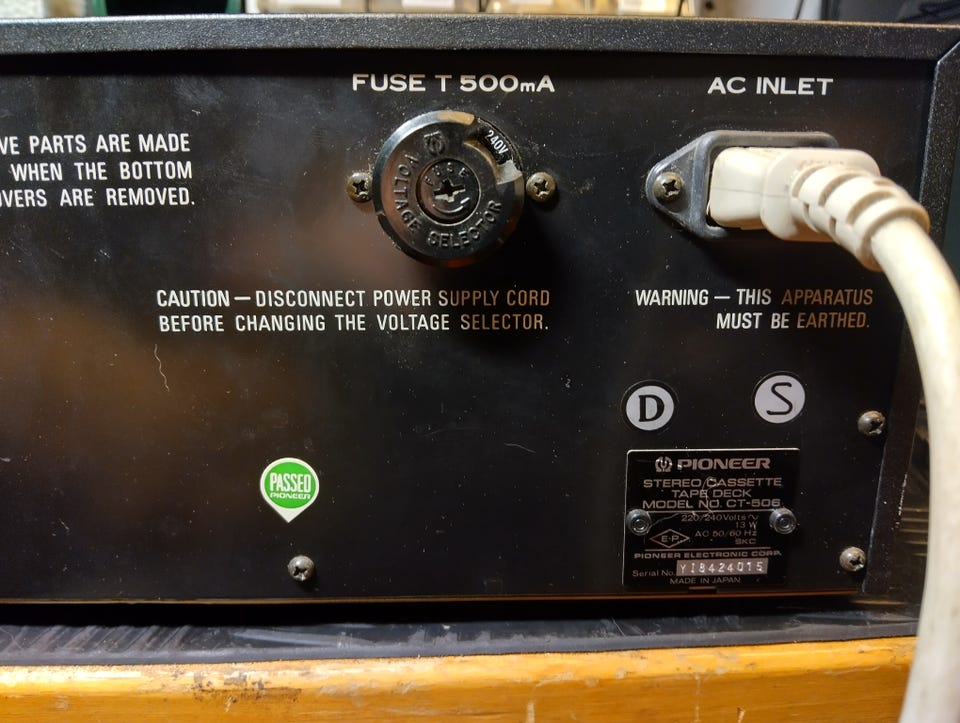 FUSE T 500mA
AC INLET
VE PARTS ARE MADE
WHEN THE BOTTOM
OVERS ARE REMOVED.
240V
FUSE
VOLTAGE SELECTOR
CAUTION — DISCONNECT POWER SUPPLY CORD
BEFORE CHANGING THE VOLTAGE SELECTOR.
WARNING — THIS APPARATUS
MUST BE EARTHED.
D
S
PASSED
PIONEER
PIONEER
STEREO/CASSETTE
TAPE DECK
MODEL NO. CT-506
220/240Volts ~
13 W
E-P
AC 50/60 Hz
SKC
PIONEER ELECTRONIC CORP.
Serial No. YI8424015
MADE IN JAPAN